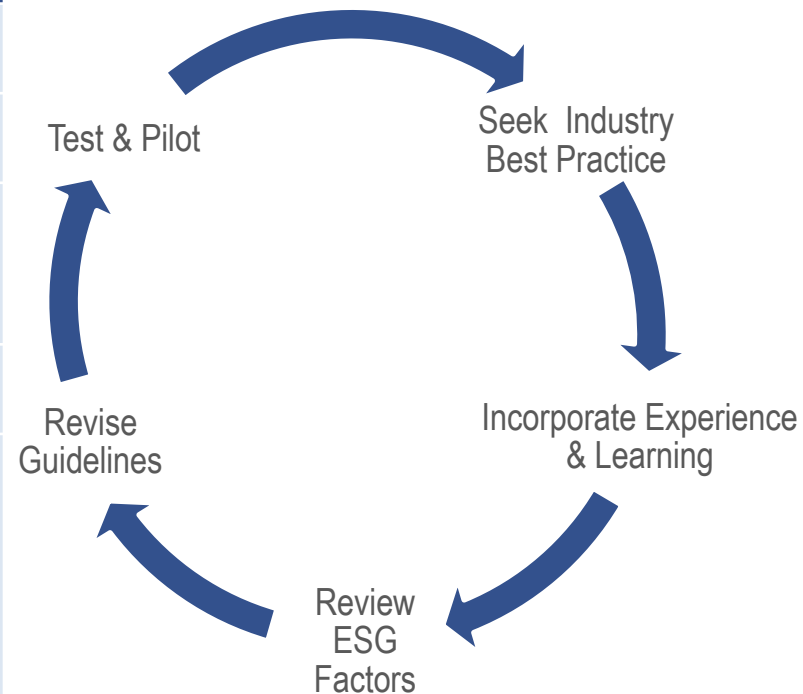 Test & Pilot
Seek Industry
Best Practice
Incorporate Experience
& Learning
Review
ESG
Factors
Revise
Guidelines